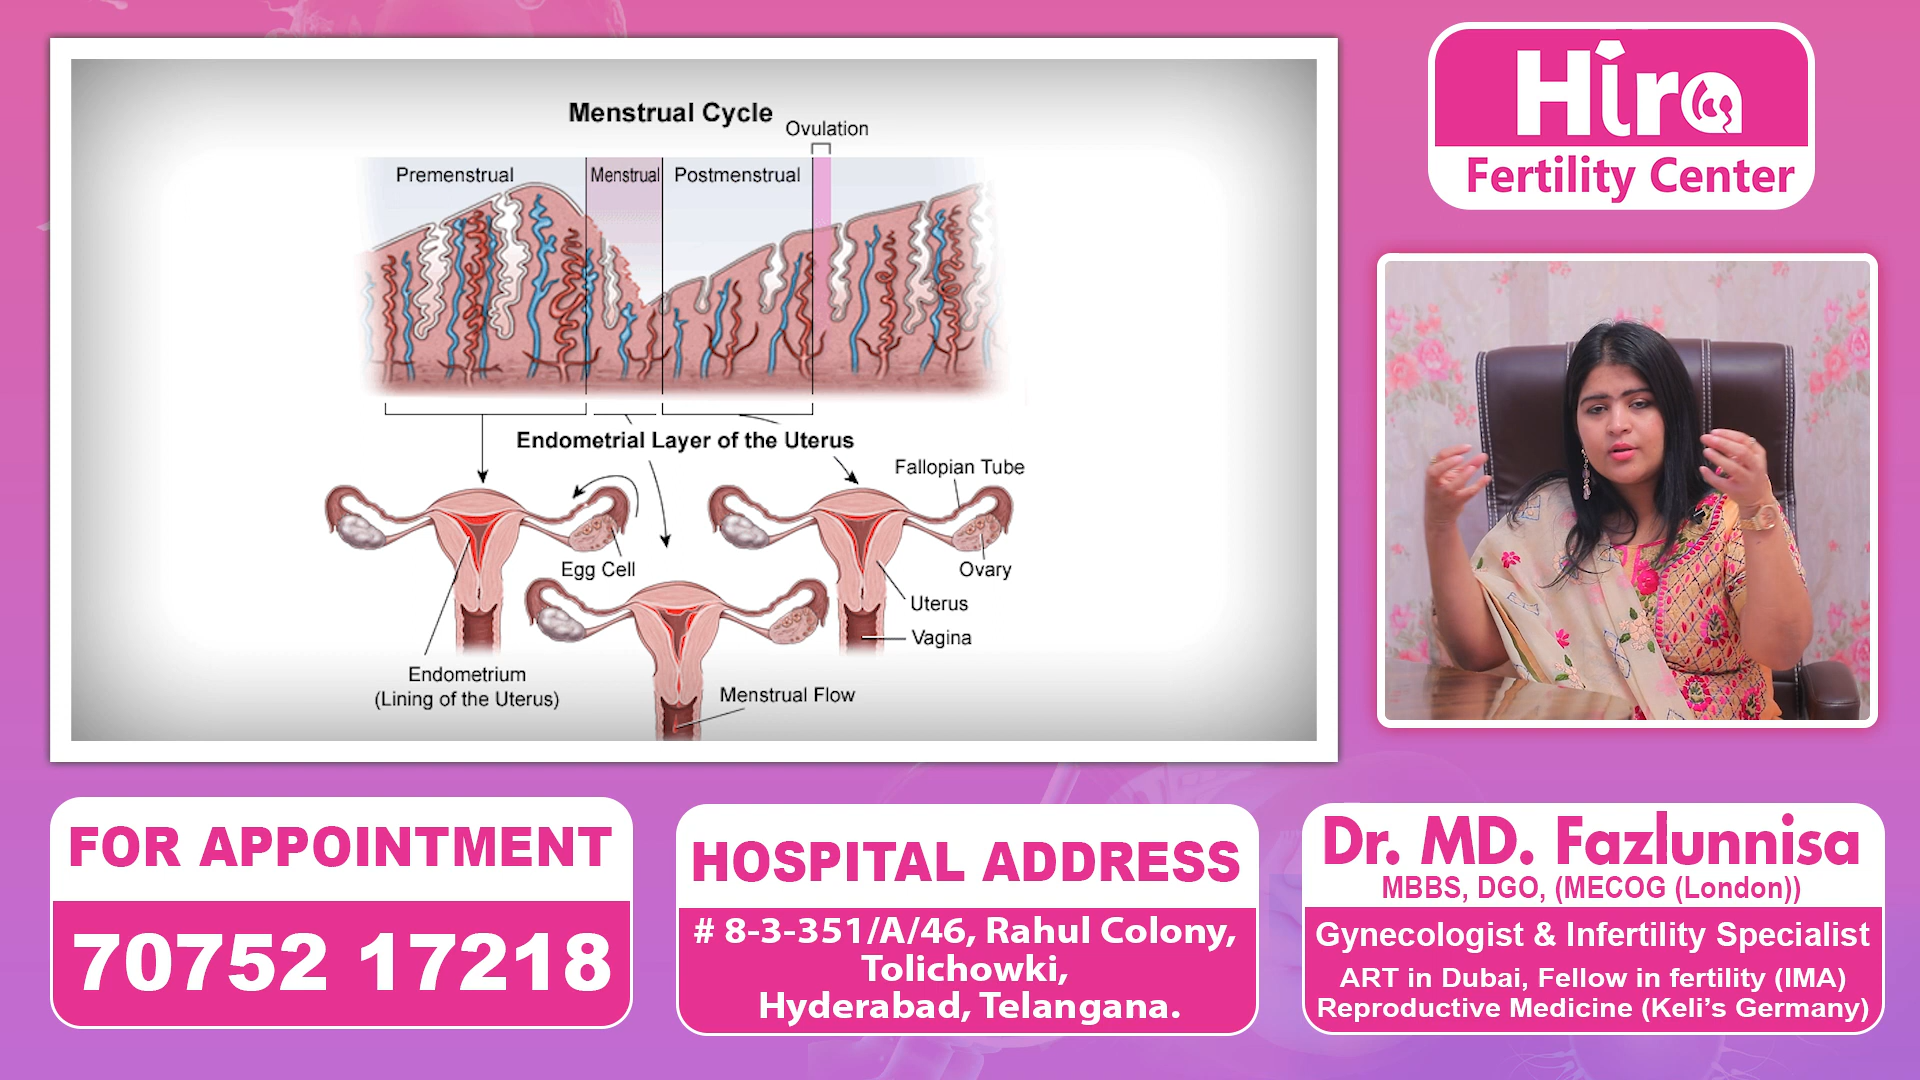 Menstrual Cycle
Ovulation
Premenstrual
Menstrual
Postmenstrual
Endometrial Layer of the Uterus
Fallopian Tube
Egg Cell
Ovary
Uterus
Vagina
Endometrium
(Lining of the Uterus)
Menstrual Flow
Hira
Fertility Center
FOR APPOINTMENT
70752 17218
HOSPITAL ADDRESS
# 8-3-351/A/46, Rahul Colony,
Tolichowki,
Hyderabad, Telangana.
Dr. MD. Fazlunnisa
MBBS, DGO, (MECOG (London))
Gynecologist & Infertility Specialist
ART in Dubai, Fellow in fertility (IMA)
Reproductive Medicine (Keli's Germany)